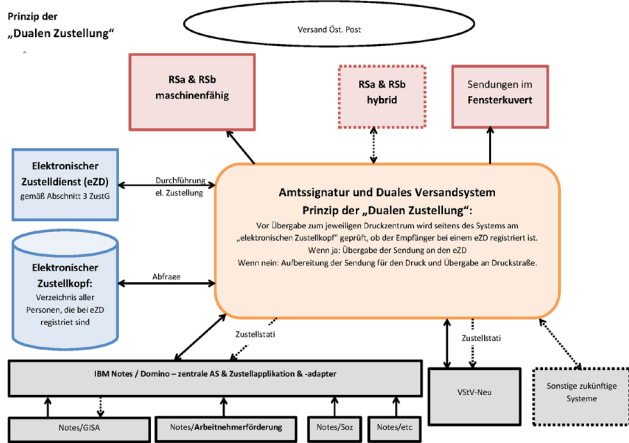 Prinzip der
„Dualen Zustellung“
Versand Öst. Post
RSa & RSb
maschinenfähig
RSa & RSb
hybrid
Sendungen im
Fensterkuvert
Elektronischer
Zustelldienst (eZD)
gemäß Abschnitt 3 ZustG
Durchführung
el. Zustellung
Amtssignatur und Duales Versandsystem
Prinzip der „Dualen Zustellung“:
Vor Übergabe zum jeweiligen Druckzentrum wird seitens des Systems am
„elektronischen Zustellkopf“ geprüft, ob der Empfänger bei einem eZD registriert ist.
Wenn ja: Übergabe der Sendung an den eZD
Wenn nein: Aufbereitung der Sendung für den Druck und Übergabe an Druckstraße.
Elektronischer
Zustellkopf:
Verzeichnis aller
Personen, die bei eZD
registriet sind
Abfrage
Zustellstati
Zustellstati
IBM Notes / Domino – zentrale AS & Zustellapplikation & -adapter
VStV-Neu
Sonstige zukünftige
Systeme
Notes/GISA
Notes/Arbeitnehmerförderung
Notes/Soz
Notes/etc